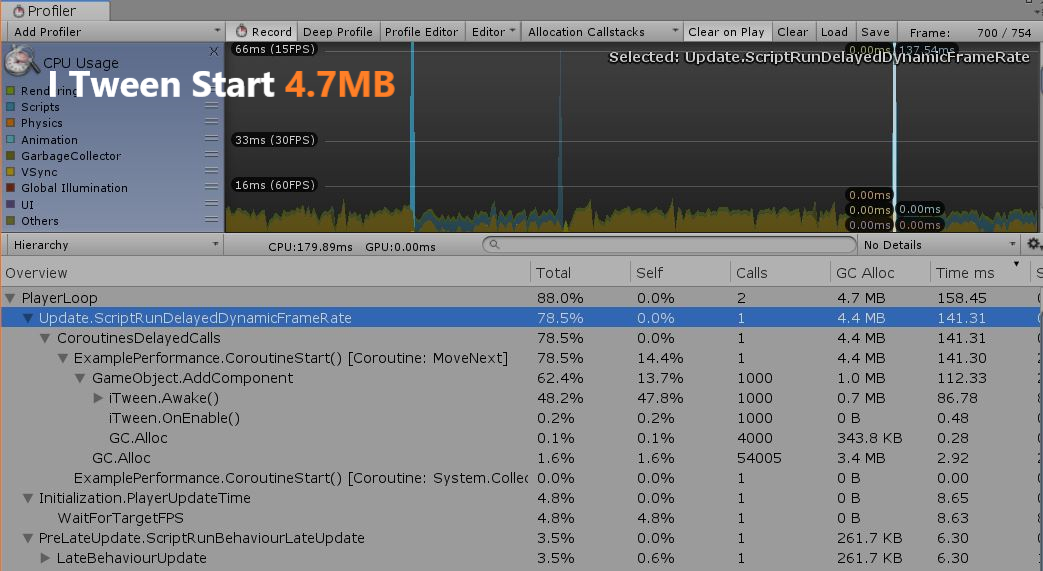 Profiler
Add Profiler Record Deep Profile Profile Editor Editor Allocation Callstacks Clear on Play Clear Load Save Frame: 700 / 754
CPU Usage
66ms (15FPS)
0.00ms 137.54ms
Selected: Update.ScriptRunDelayedDynamicFrameRate
I Tween Start 4.7MB
Rendering
Scripts
Physics
Animation
GarbageCollector
VSync
Global Illumination
UI
Others
33ms (30FPS)
16ms (60FPS)
0.00ms
0.00ms 0.00ms
0.00ms 0.00ms
Hierarchy CPU:179.89ms GPU:0.00ms No Details
Overview Total Self Calls GC Alloc Time ms S
PlayerLoop 88.0% 0.0% 2 4.7 MB 158.45
Update.ScriptRunDelayedDynamicFrameRate 78.5% 0.0% 1 4.4 MB 141.31
CoroutinesDelayedCalls 78.5% 0.0% 1 4.4 MB 141.31
ExamplePerformance.CoroutineStart() [Coroutine: MoveNext] 78.5% 14.4% 1 4.4 MB 141.30
GameObject.AddComponent 62.4% 13.7% 1000 1.0 MB 112.33
iTween.Awake() 48.2% 47.8% 1000 0.7 MB 86.78
iTween.OnEnable() 0.2% 0.2% 1000 0 B 0.48
GC.Alloc 0.1% 0.1% 4000 343.8 KB 0.28
GC.Alloc 1.6% 1.6% 54005 3.4 MB 2.92
ExamplePerformance.CoroutineStart() [Coroutine: System.Collec 0.0% 0.0% 1 0 B 0.00
Initialization.PlayerUpdateTime 4.8% 0.0% 1 0 B 8.65
WaitForTargetFPS 4.8% 4.8% 1 0 B 8.63
PreLateUpdate.ScriptRunBehaviourLateUpdate 3.5% 0.0% 1 261.7 KB 6.30
LateBehaviourUpdate 3.5% 0.6% 1 261.7 KB 6.30